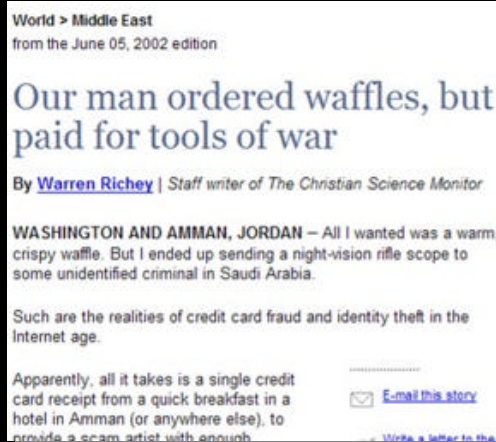 World > Middle East
from the June 05, 2002 edition
Our man ordered waffles, but
paid for tools of war
By Warren Richey | Staff writer of The Christian Science Monitor
WASHINGTON AND AMMAN, JORDAN – All I wanted was a warm,
crispy waffle. But I ended up sending a night-vision rifle scope to
some unidentified criminal in Saudi Arabia.
Such are the realities of credit card fraud and identity theft in the
Internet age.
Apparently, all it takes is a single credit
card receipt from a quick breakfast in a
hotel in Amman (or anywhere else), to
provide a scam artist with enough
E-mail this story
Write a letter to the